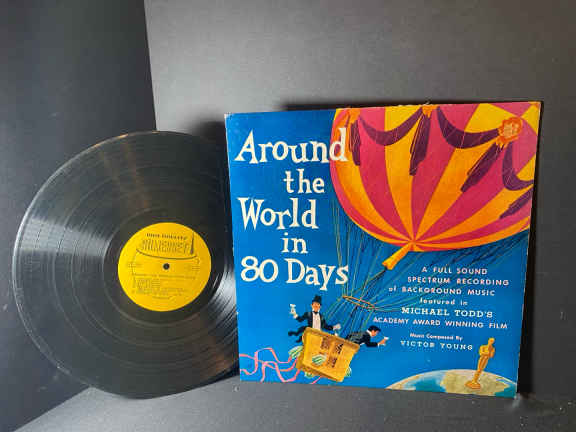 Around
the
World
in
80 Days
A FULL SOUND
SPECTRUM RECORDING
of BACKGROUND MUSIC
featured in
MICHAEL TODD'S
ACADEMY AWARD WINNING FILM
Music Composed By
VICTOR YOUNG